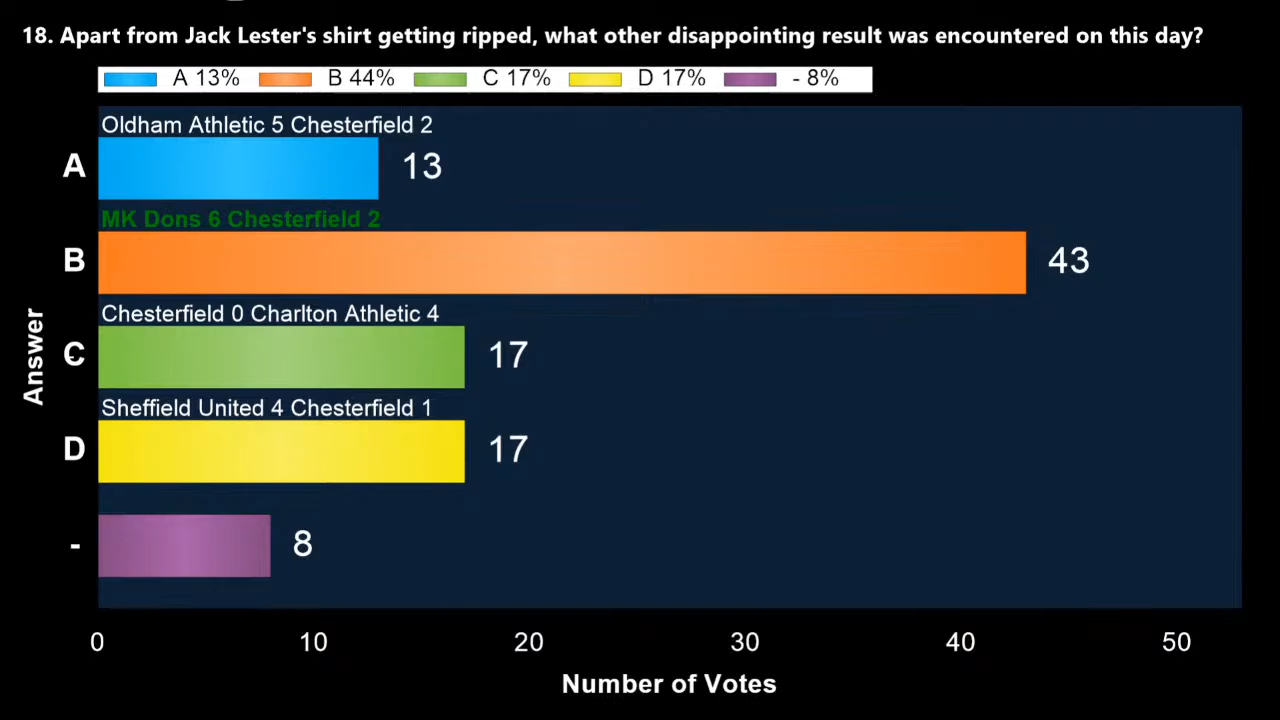 18. Apart from Jack Lester's shirt getting ripped, what other disappointing result was encountered on this day?
A 13% B 44% C 17% D 17% - 8%
Oldham Athletic 5 Chesterfield 2
A 13
MK Dons 6 Chesterfield 2
B 43
Chesterfield 0 Charlton Athletic 4
C 17
Sheffield United 4 Chesterfield 1
D 17
- 8
Answer
0 10 20 30 40 50
Number of Votes